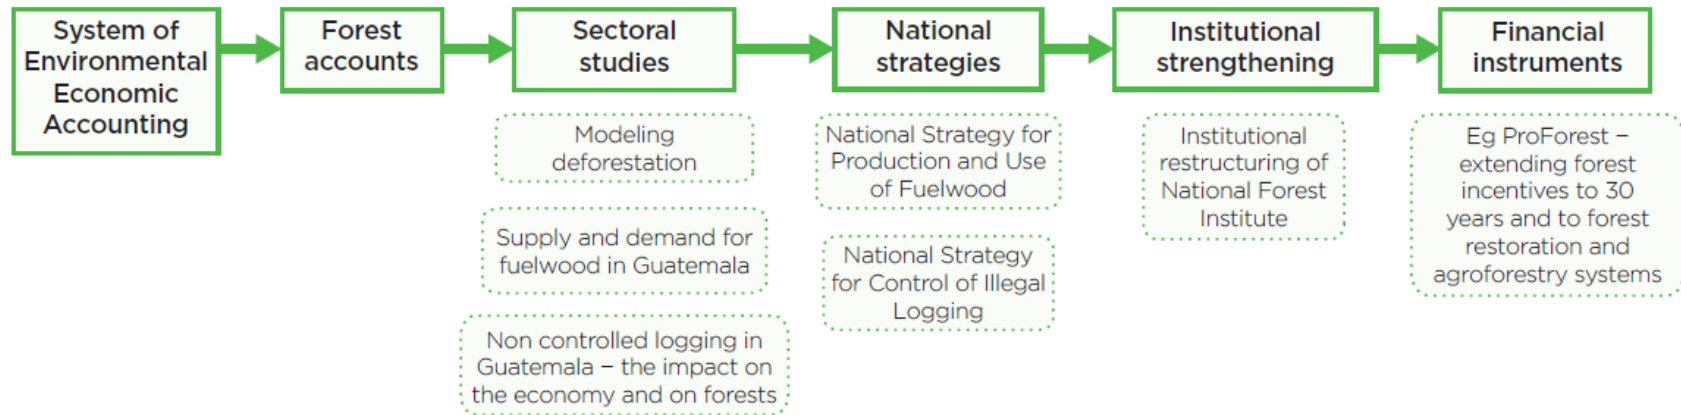 System of
Environmental
Economic
Accounting
Forest
accounts
Sectoral
studies
National
strategies
Institutional
strengthening
Financial
instruments
Modeling
deforestation
Supply and demand for
fuelwood in Guatemala
Non controlled logging in
Guatemala – the impact on
the economy and on forests
National Strategy for
Production and Use
of Fuelwood
National Strategy
for Control of Illegal
Logging
Institutional
restructuring of
National Forest
Institute
Eg ProForest –
extending forest
incentives to 30
years and to forest
restoration and
agroforestry systems